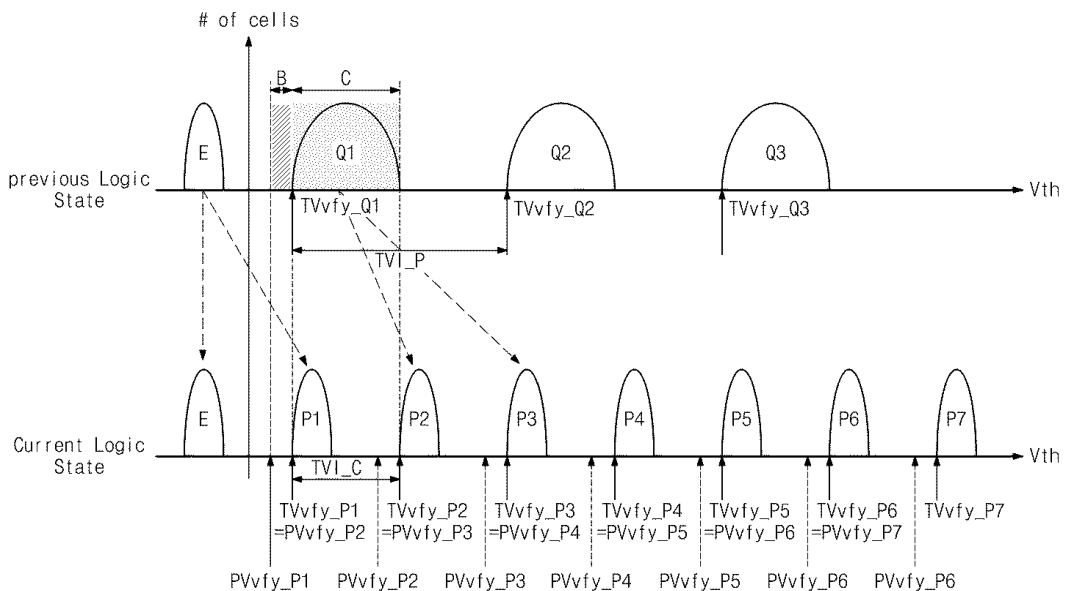 # of cells
B
C
E
Q1
Q2
Q3
previous Logic
State
Vth
TVvfy_Q1
TVvfy_Q2
TVvfy_Q3
TVI_P
E
P1
P2
P3
P4
P5
P6
P7
Current Logic
State
Vth
TVI_C
TVvfy_P1
=PVvfy_P2
TVvfy_P2
=PVvfy_P3
TVvfy_P3
=PVvfy_P4
TVvfy_P4
=PVvfy_P5
TVvfy_P5
=PVvfy_P6
TVvfy_P6
=PVvfy_P7
TVvfy_P7
PVvfy_P1
PVvfy_P2
PVvfy_P3
PVvfy_P4
PVvfy_P5
PVvfy_P6
PVvfy_P6